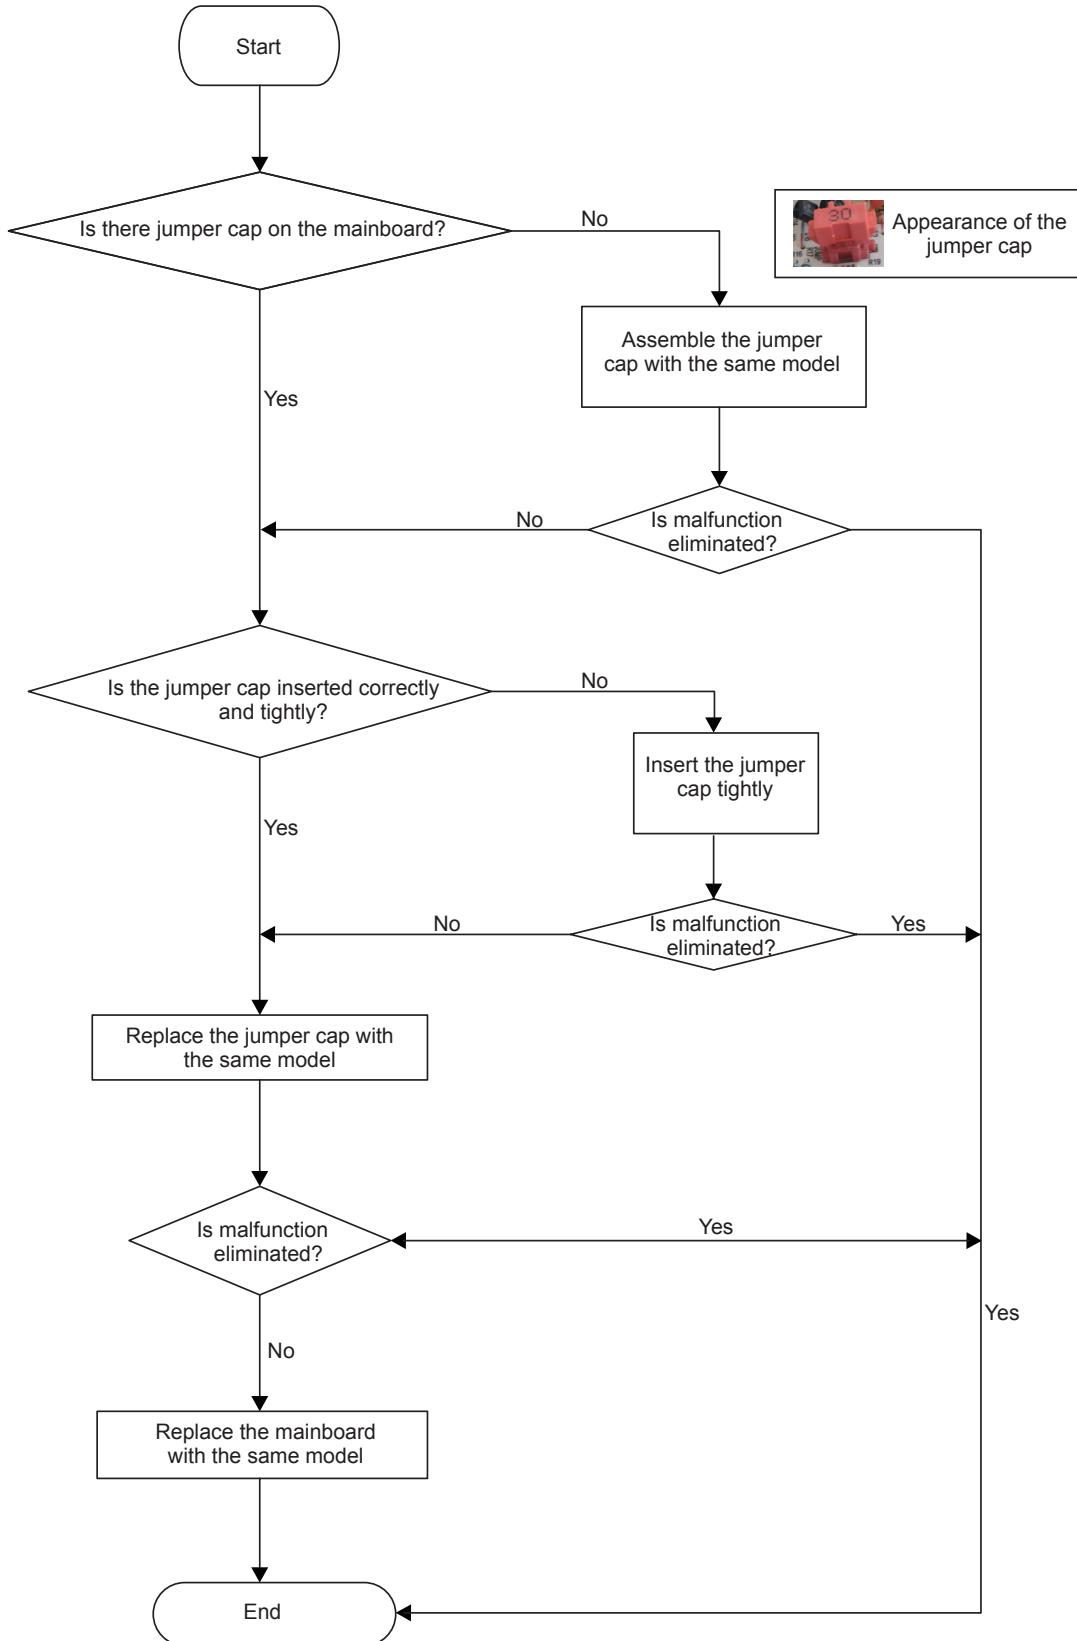 Start
Is there jumper cap on the mainboard?
No
30
R19
Appearance of the
jumper cap
Assemble the jumper
cap with the same model
Yes
No
Is malfunction
eliminated?
Is the jumper cap inserted correctly
and tightly?
No
Insert the jumper
cap tightly
Yes
No
Is malfunction
eliminated?
Yes
Replace the jumper cap with
the same model
Is malfunction
eliminated?
Yes
Yes
No
Replace the mainboard
with the same model
End